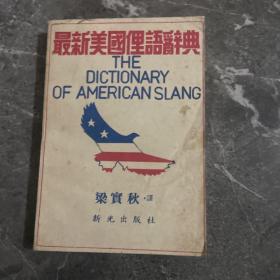 最新美國俚語辭典
THE
DICTIONARY
OF AMERICAN SLANG
梁實秋·譯
新光出版社